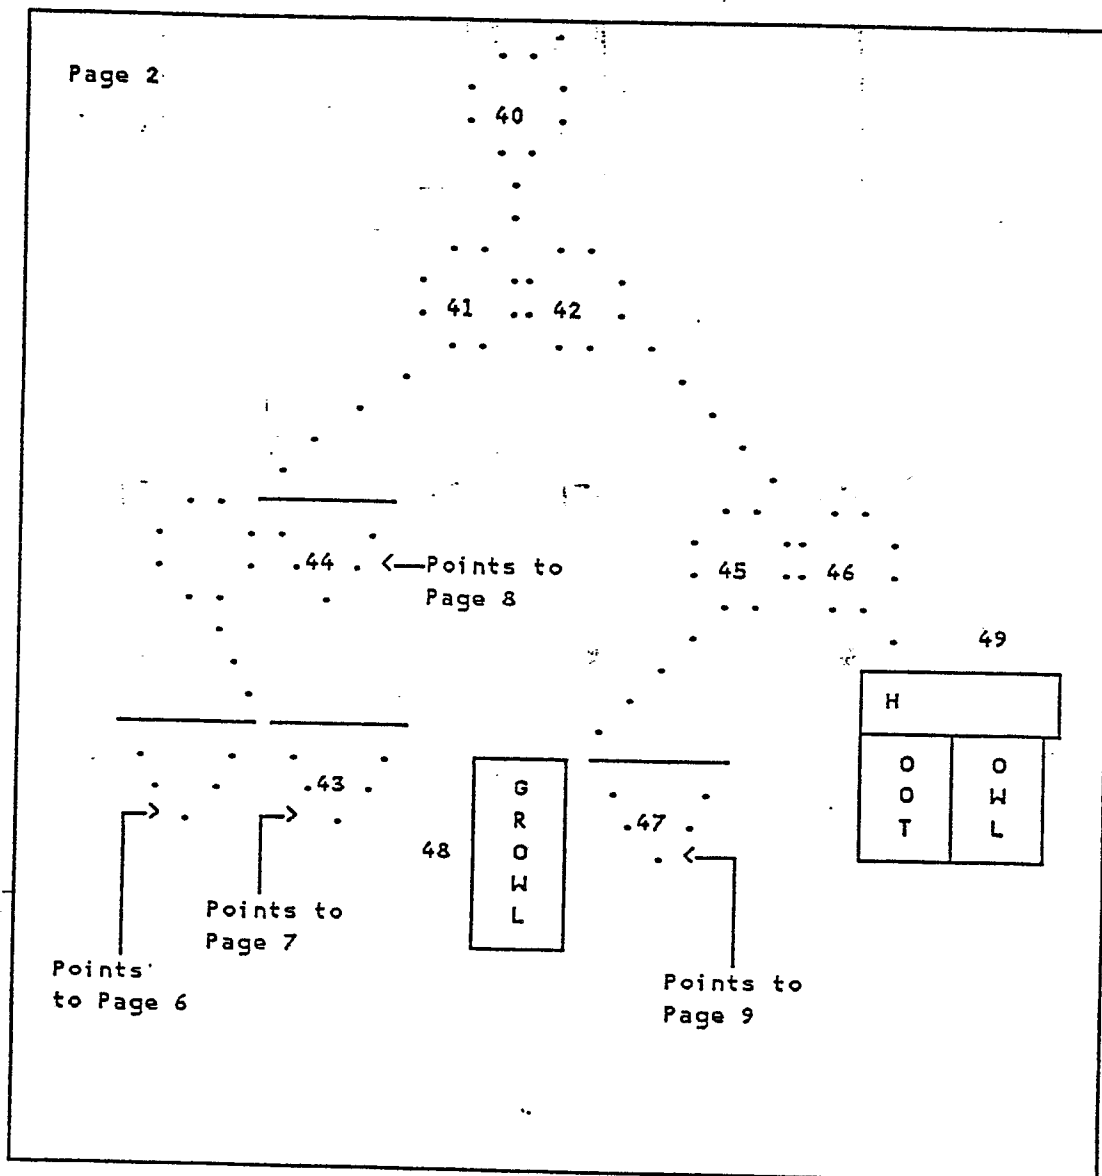 Page 2
40
41 42
44 <—Points to
Page 8
45 46
49
H
O O
O W
T L
43
G
R
O
W
L
47
48
Points to
Page 7
Points
to Page 6
Points to
Page 9